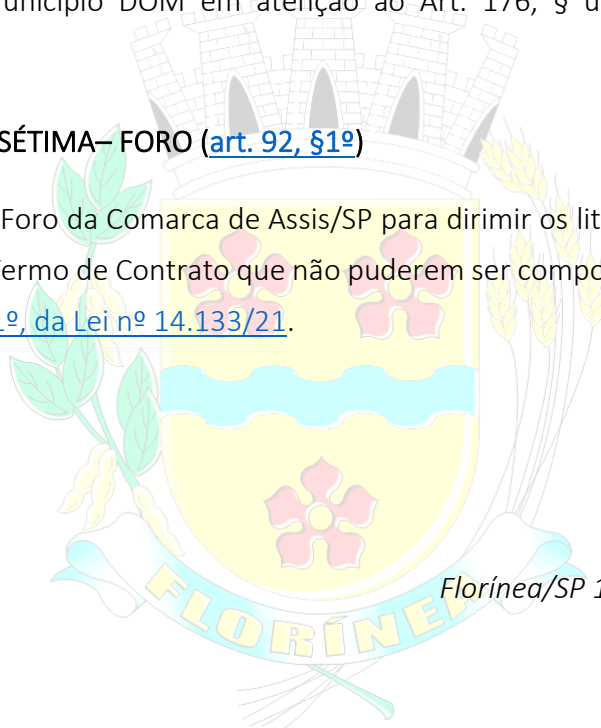 unicípio DOM em atenção ao Art. 176, § u
SÉTIMA– FORO (art. 92, §1º)
Foro da Comarca de Assis/SP para dirimir os lit
Termo de Contrato que não puderem ser compo
1º, da Lei nº 14.133/21.
Florínea/SP 1
FLORÍNEA